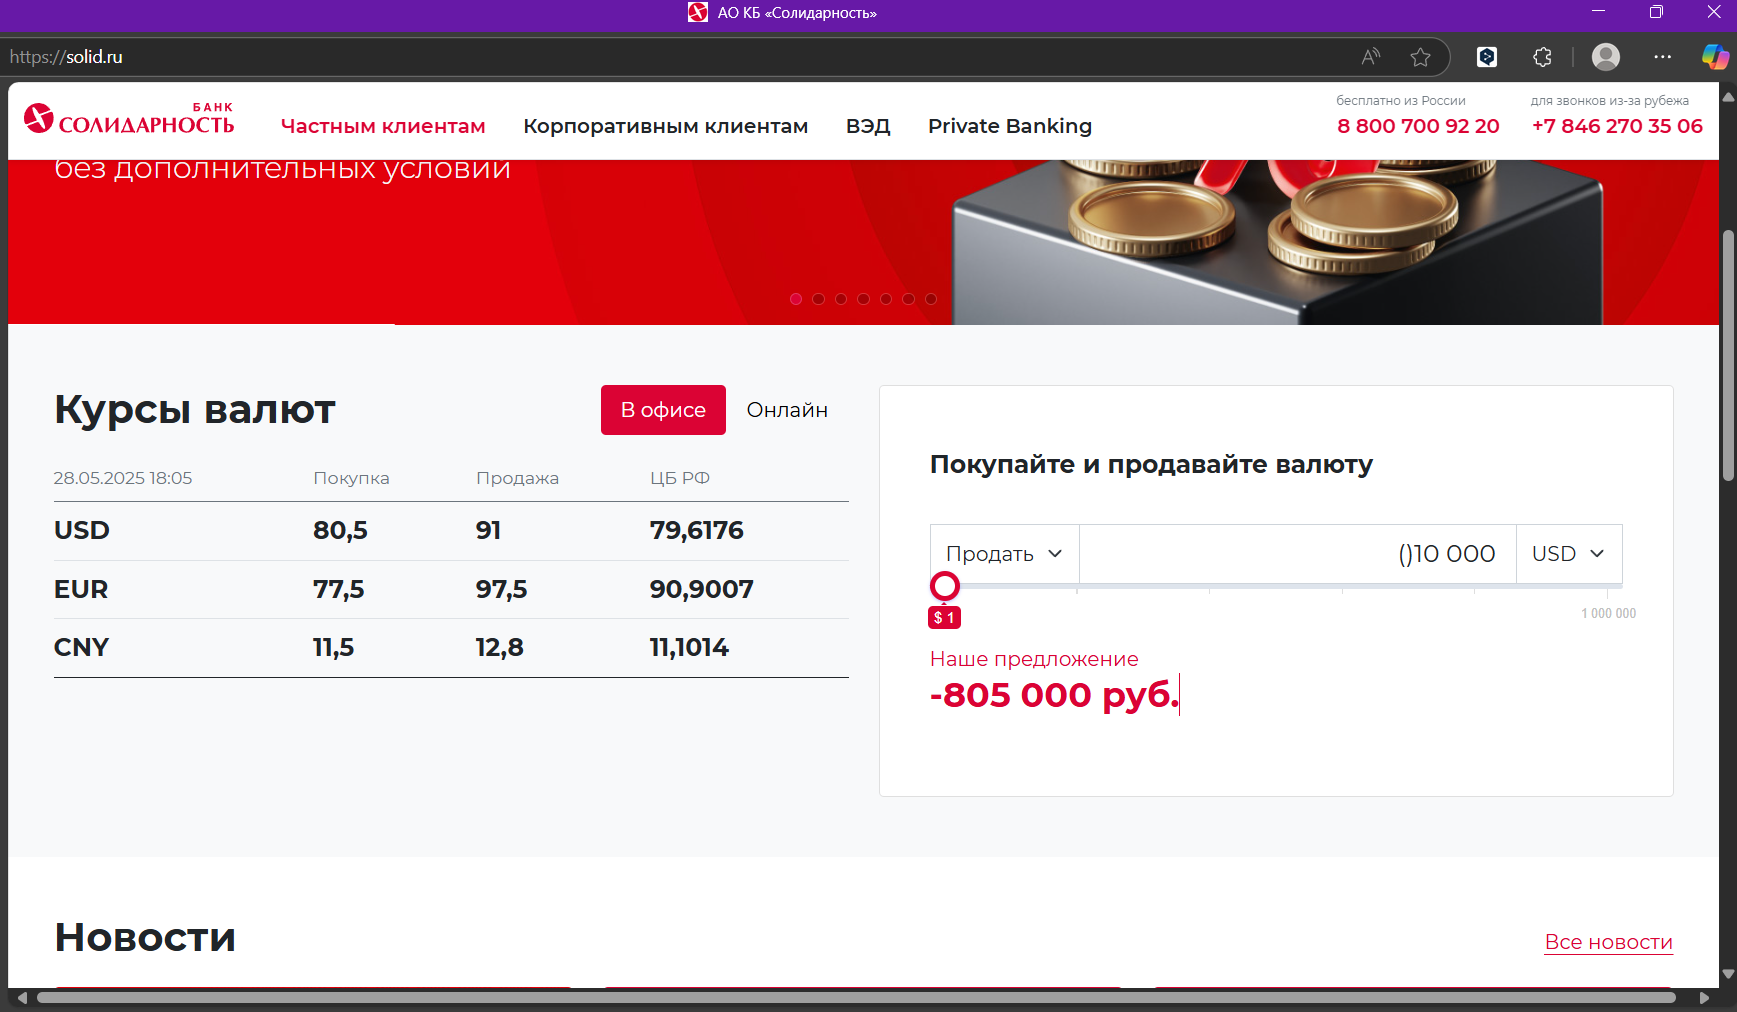 АО КБ «Солидарность»
https://solid.ru
БАНК
СОЛИДАРНОСТЬ
Частным клиентам
Корпоративным клиентам
ВЭД
Private Banking
бесплатно из России
8 800 700 92 20
для звонков из-за рубежа
+7 846 270 35 06
без дополнительных условий
Курсы валют
В офисе
Онлайн
28.05.2025 18:05 Покупка Продажа ЦБ РФ
USD 80,5 91 79,6176
EUR 77,5 97,5 90,9007
CNY 11,5 12,8 11,1014
Покупайте и продавайте валюту
Продать ()10 000 USD
$ 1
1 000 000
Наше предложение
-805 000 руб.
Новости
Все новости